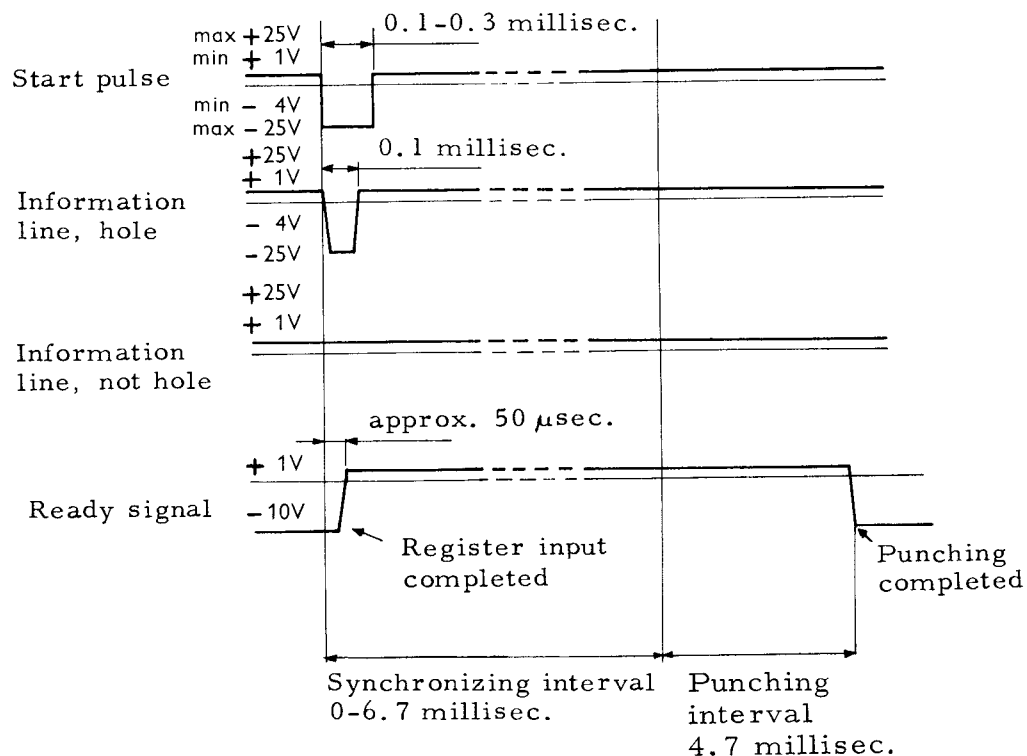 0.1-0.3 millisec.
max +25V
min + 1V
Start pulse
min - 4V
max - 25V
0.1 millisec.
+25V
+ 1V
Information
line, hole
- 4V
- 25V
+25V
+ 1V
Information
line, not hole
approx. 50 μsec.
+ 1V
Ready signal
-10V
Register input
completed
Punching
completed
Synchronizing interval
0-6.7 millisec.
Punching
interval
4,7 millisec.